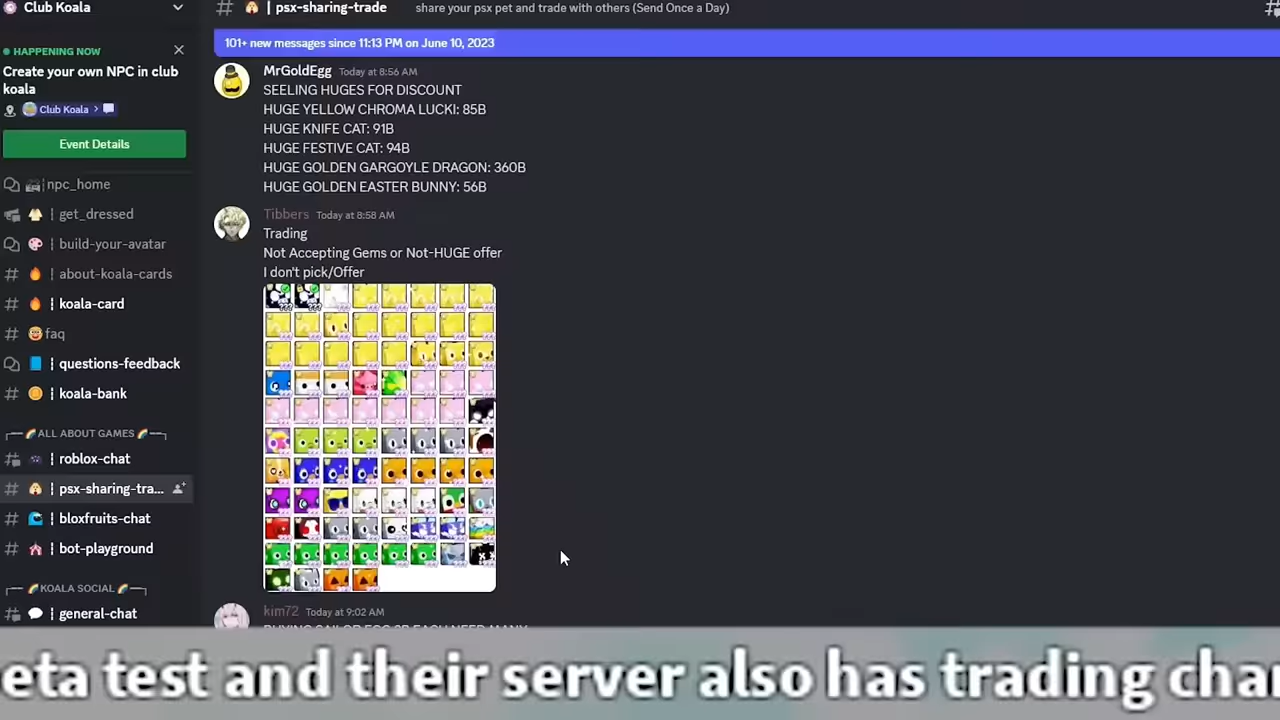 Club Koala
HAPPENING NOW
Create your own NPC in club
koala
Club Koala >
Event Details
npc_home
| get_dressed
| build-your-avatar
# | about-koala-cards
# | koala-card
# faq
| questions-feedback
# | koala-bank
ALL ABOUT GAMES
# | roblox-chat
# | psx-sharing-tra...
# | bloxfruits-chat
# | bot-playground
KOALA SOCIAL
# | general-chat
# | psx-sharing-trade share your psx pet and trade with others (Send Once a Day)
101+ new messages since 11:13 PM on June 10, 2023
MrGoldEgg Today at 8:56 AM
SEELING HUGES FOR DISCOUNT
HUGE YELLOW CHROMA LUCKI: 85B
HUGE KNIFE CAT: 91B
HUGE FESTIVE CAT: 94B
HUGE GOLDEN GARGOYLE DRAGON: 360B
HUGE GOLDEN EASTER BUNNY: 56B
Tibbers Today at 8:58 AM
Trading
Not Accepting Gems or Not-HUGE offer
I don't pick/Offer
kim72 Today at 9:02 AM
eta test and their server also has trading cha